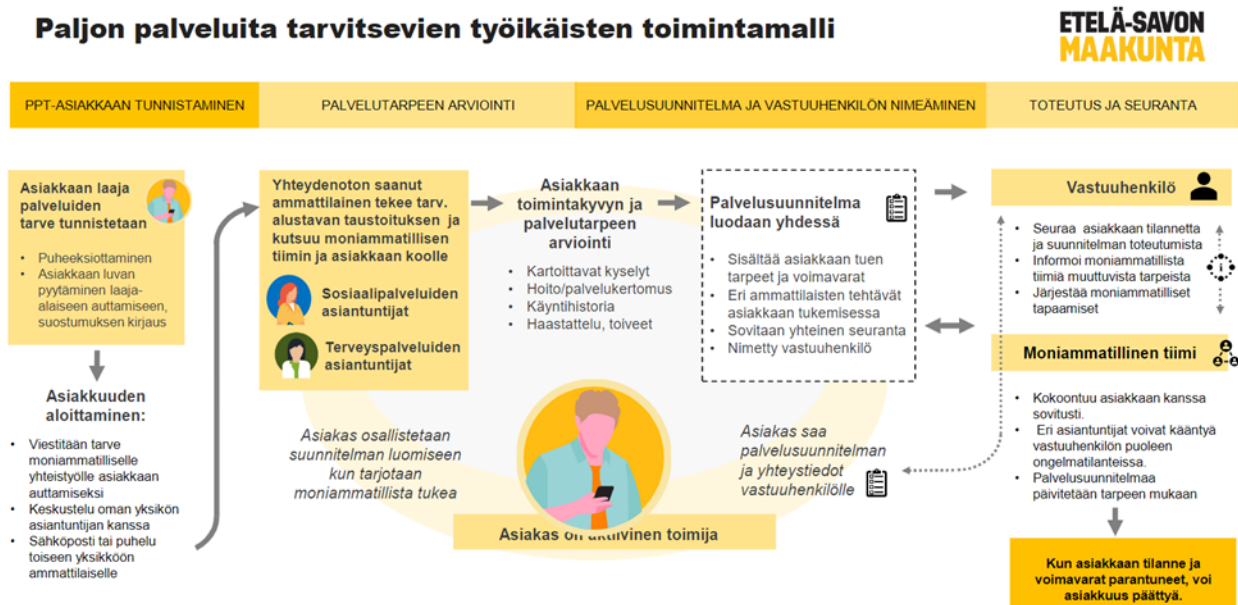 Paljon palveluita tarvitsevien työikäisten toimintamalli
ETELÄ-SAVON
MAAKUNTA
PPT-ASIAKKAAN TUNNISTAMINEN
PALVELUTARPEEN ARVIOINTI
PALVELUSUUNNITELMA JA VASTUUHENKILÖN NIMEÄMINEN
TOTEUTUS JA SEURANTA
Asiakkaan laaja
palveluiden
tarve tunnistetaan
• Puheeksiottaminen
• Asiakkaan luvan
pyytäminen laaja-
alaiseen auttamiseen,
suostumuksen kirjaus
Asiakkuuden
aloittaminen:
• Viestitään tarve
moniammatilliselle
yhteistyölle asiakkaan
auttamiseksi
• Keskustelu oman yksikön
asiantuntijan kanssa
• Sähköposti tai puhelu
toiseen yksikköön
ammattilaiselle
Yhteydenoton saanut
ammattilainen tekee tarv.
alustavan taustoituksen ja
kutsuu moniammatillisen
tiimin ja asiakkaan koolle
Sosiaalipalveluiden
asiantuntijat
Terveyspalveluiden
asiantuntijat
Asiakkaan
toimintakyvyn ja
palvelutarpeen
arviointi
• Kartoittavat kyselyt
• Hoito/palvelukertomus
• Käyntihistoria
• Haastattelu, toiveet
Palvelusuunnitelma
luodaan yhdessä
• Sisältää asiakkaan tuen
tarpeet ja voimavarat
• Eri ammattilaisten tehtävät
asiakkaan tukemisessa
• Sovitaan yhteinen seuranta
• Nimetty vastuuhenkilö
Asiakas osallistetaan
suunnitelman luomiseen
kun tarjotaan
moniammatillista tukea
Asiakas saa
palvelusuunnitelman
ja yhteystiedot
vastuuhenkilölle
Asiakas on aktiivinen toimija
Vastuuhenkilö
• Seuraa asiakkaan tilannetta
ja suunnitelman toteutumista
• Informoi moniammatillista
tiimiä muuttuvista tarpeista
• Järjestää moniammatilliset
tapaamiset
i
Moniammatillinen tiimi
• Kokoontuu asiakkaan kanssa
sovitusti.
• Eri asiantuntijat voivat kääntyä
vastuuhenkilön puoleen
ongelmatilanteissa.
• Palvelusuunnitelmaa
päivitetään tarpeen mukaan
Kun asiakkaan tilanne ja
voimavarat parantuneet, voi
asiakkuus päättyä.